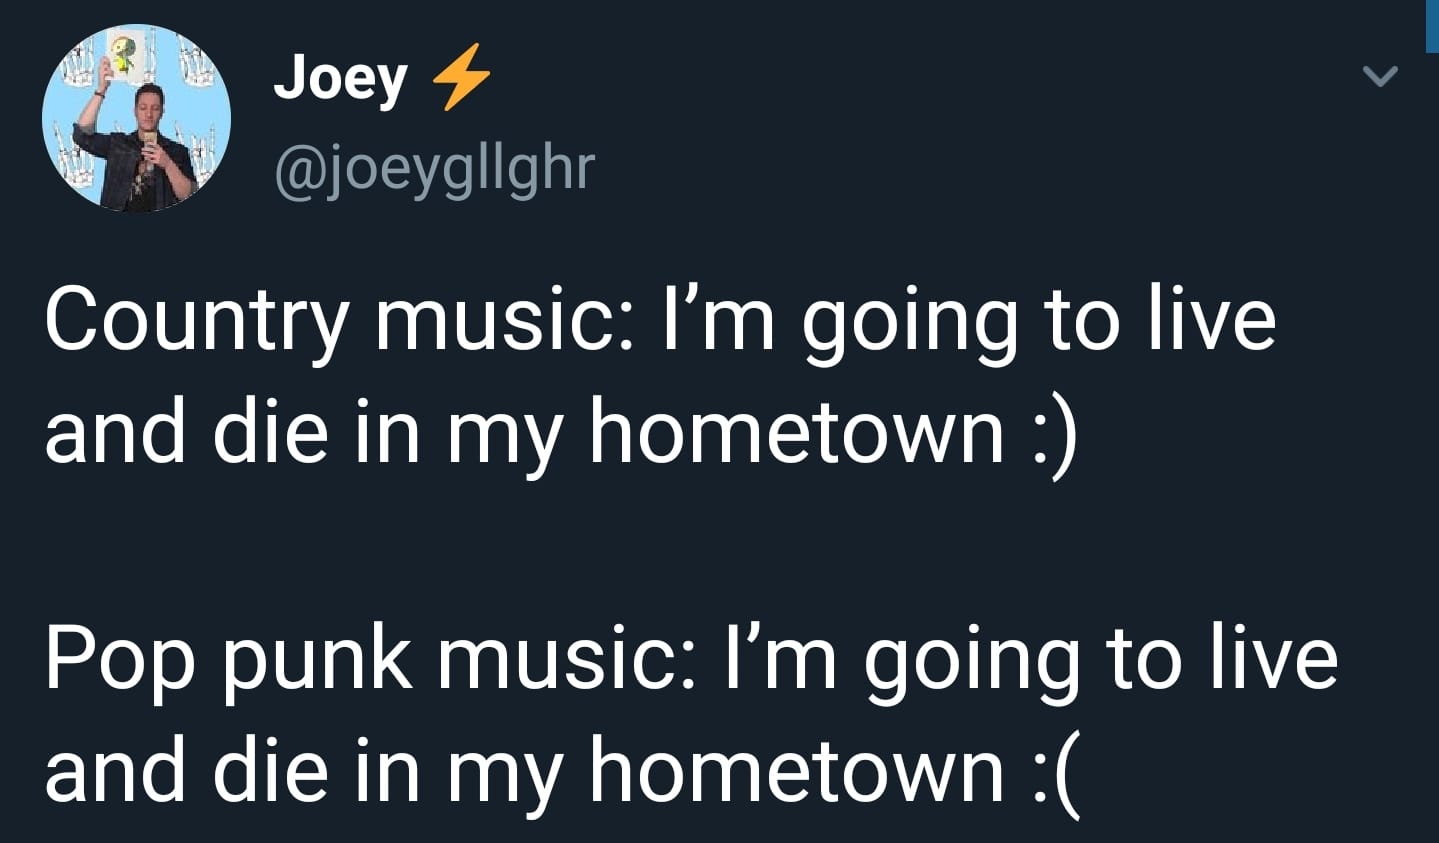 Joey ⚡
@joeygllghr
Country music: I’m going to live
and die in my hometown :)
Pop punk music: I’m going to live
and die in my hometown :(